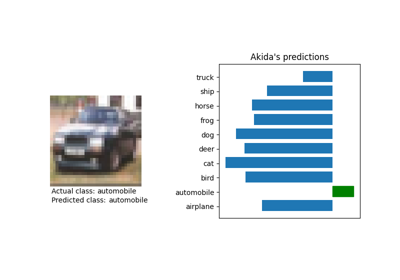 Akida's predictions
truck
ship
horse
frog
dog
deer
cat
bird
automobile
airplane
Actual class: automobile
Predicted class: automobile